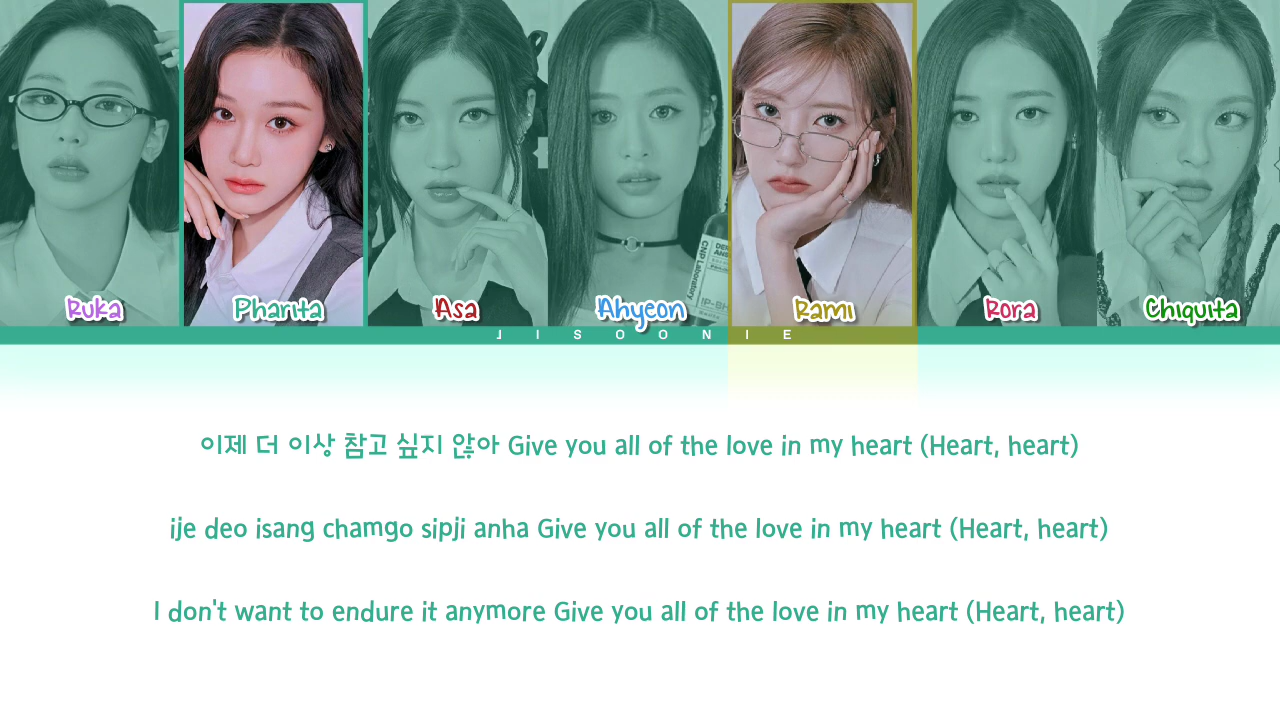 CNP Laboratory
Ruka
Pharita
Asa
Ahyeon
Rami
Rora
Chiquita
JISOONIE
이제 더 이상 참고 싶지 않아 Give you all of the love in my heart (Heart, heart)
ije deo isang chamgo sipji anha Give you all of the love in my heart (Heart, heart)
I don't want to endure it anymore Give you all of the love in my heart (Heart, heart)